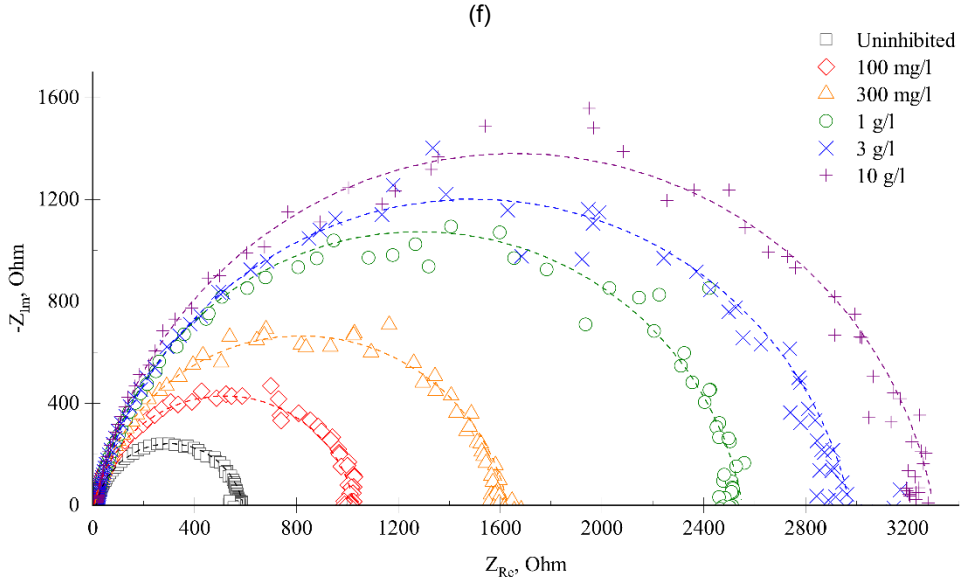 (f)
Uninhibited
100 mg/l
300 mg/l
1 g/l
3 g/l
10 g/l
1600
1200
800
400
0
-Z_Im, Ohm
0 400 800 1200 1600 2000 2400 2800 3200
Z_Re, Ohm